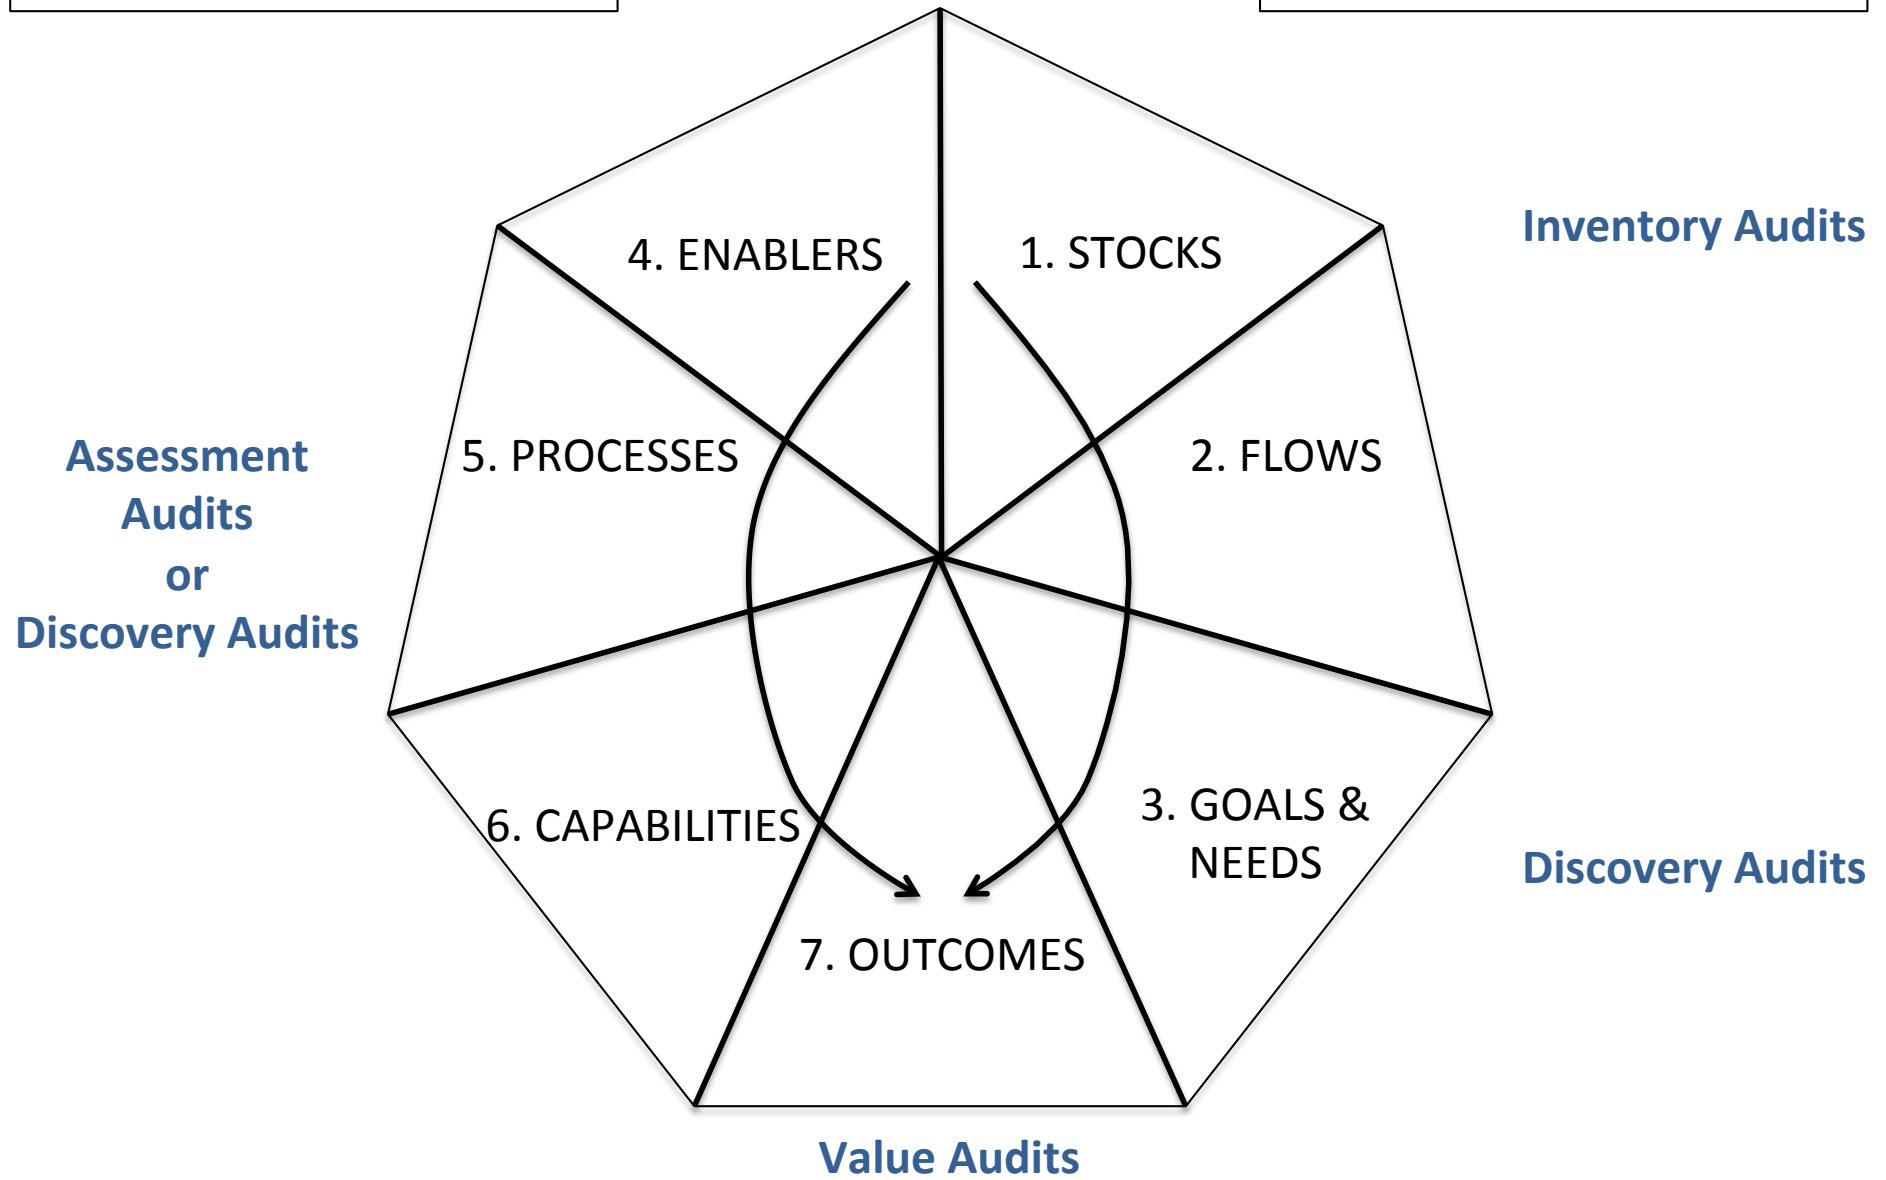 4. ENABLERS
1. STOCKS
Inventory Audits
5. PROCESSES
2. FLOWS
Assessment
Audits
or
Discovery Audits
6. CAPABILITIES
3. GOALS &
NEEDS
Discovery Audits
7. OUTCOMES
Value Audits